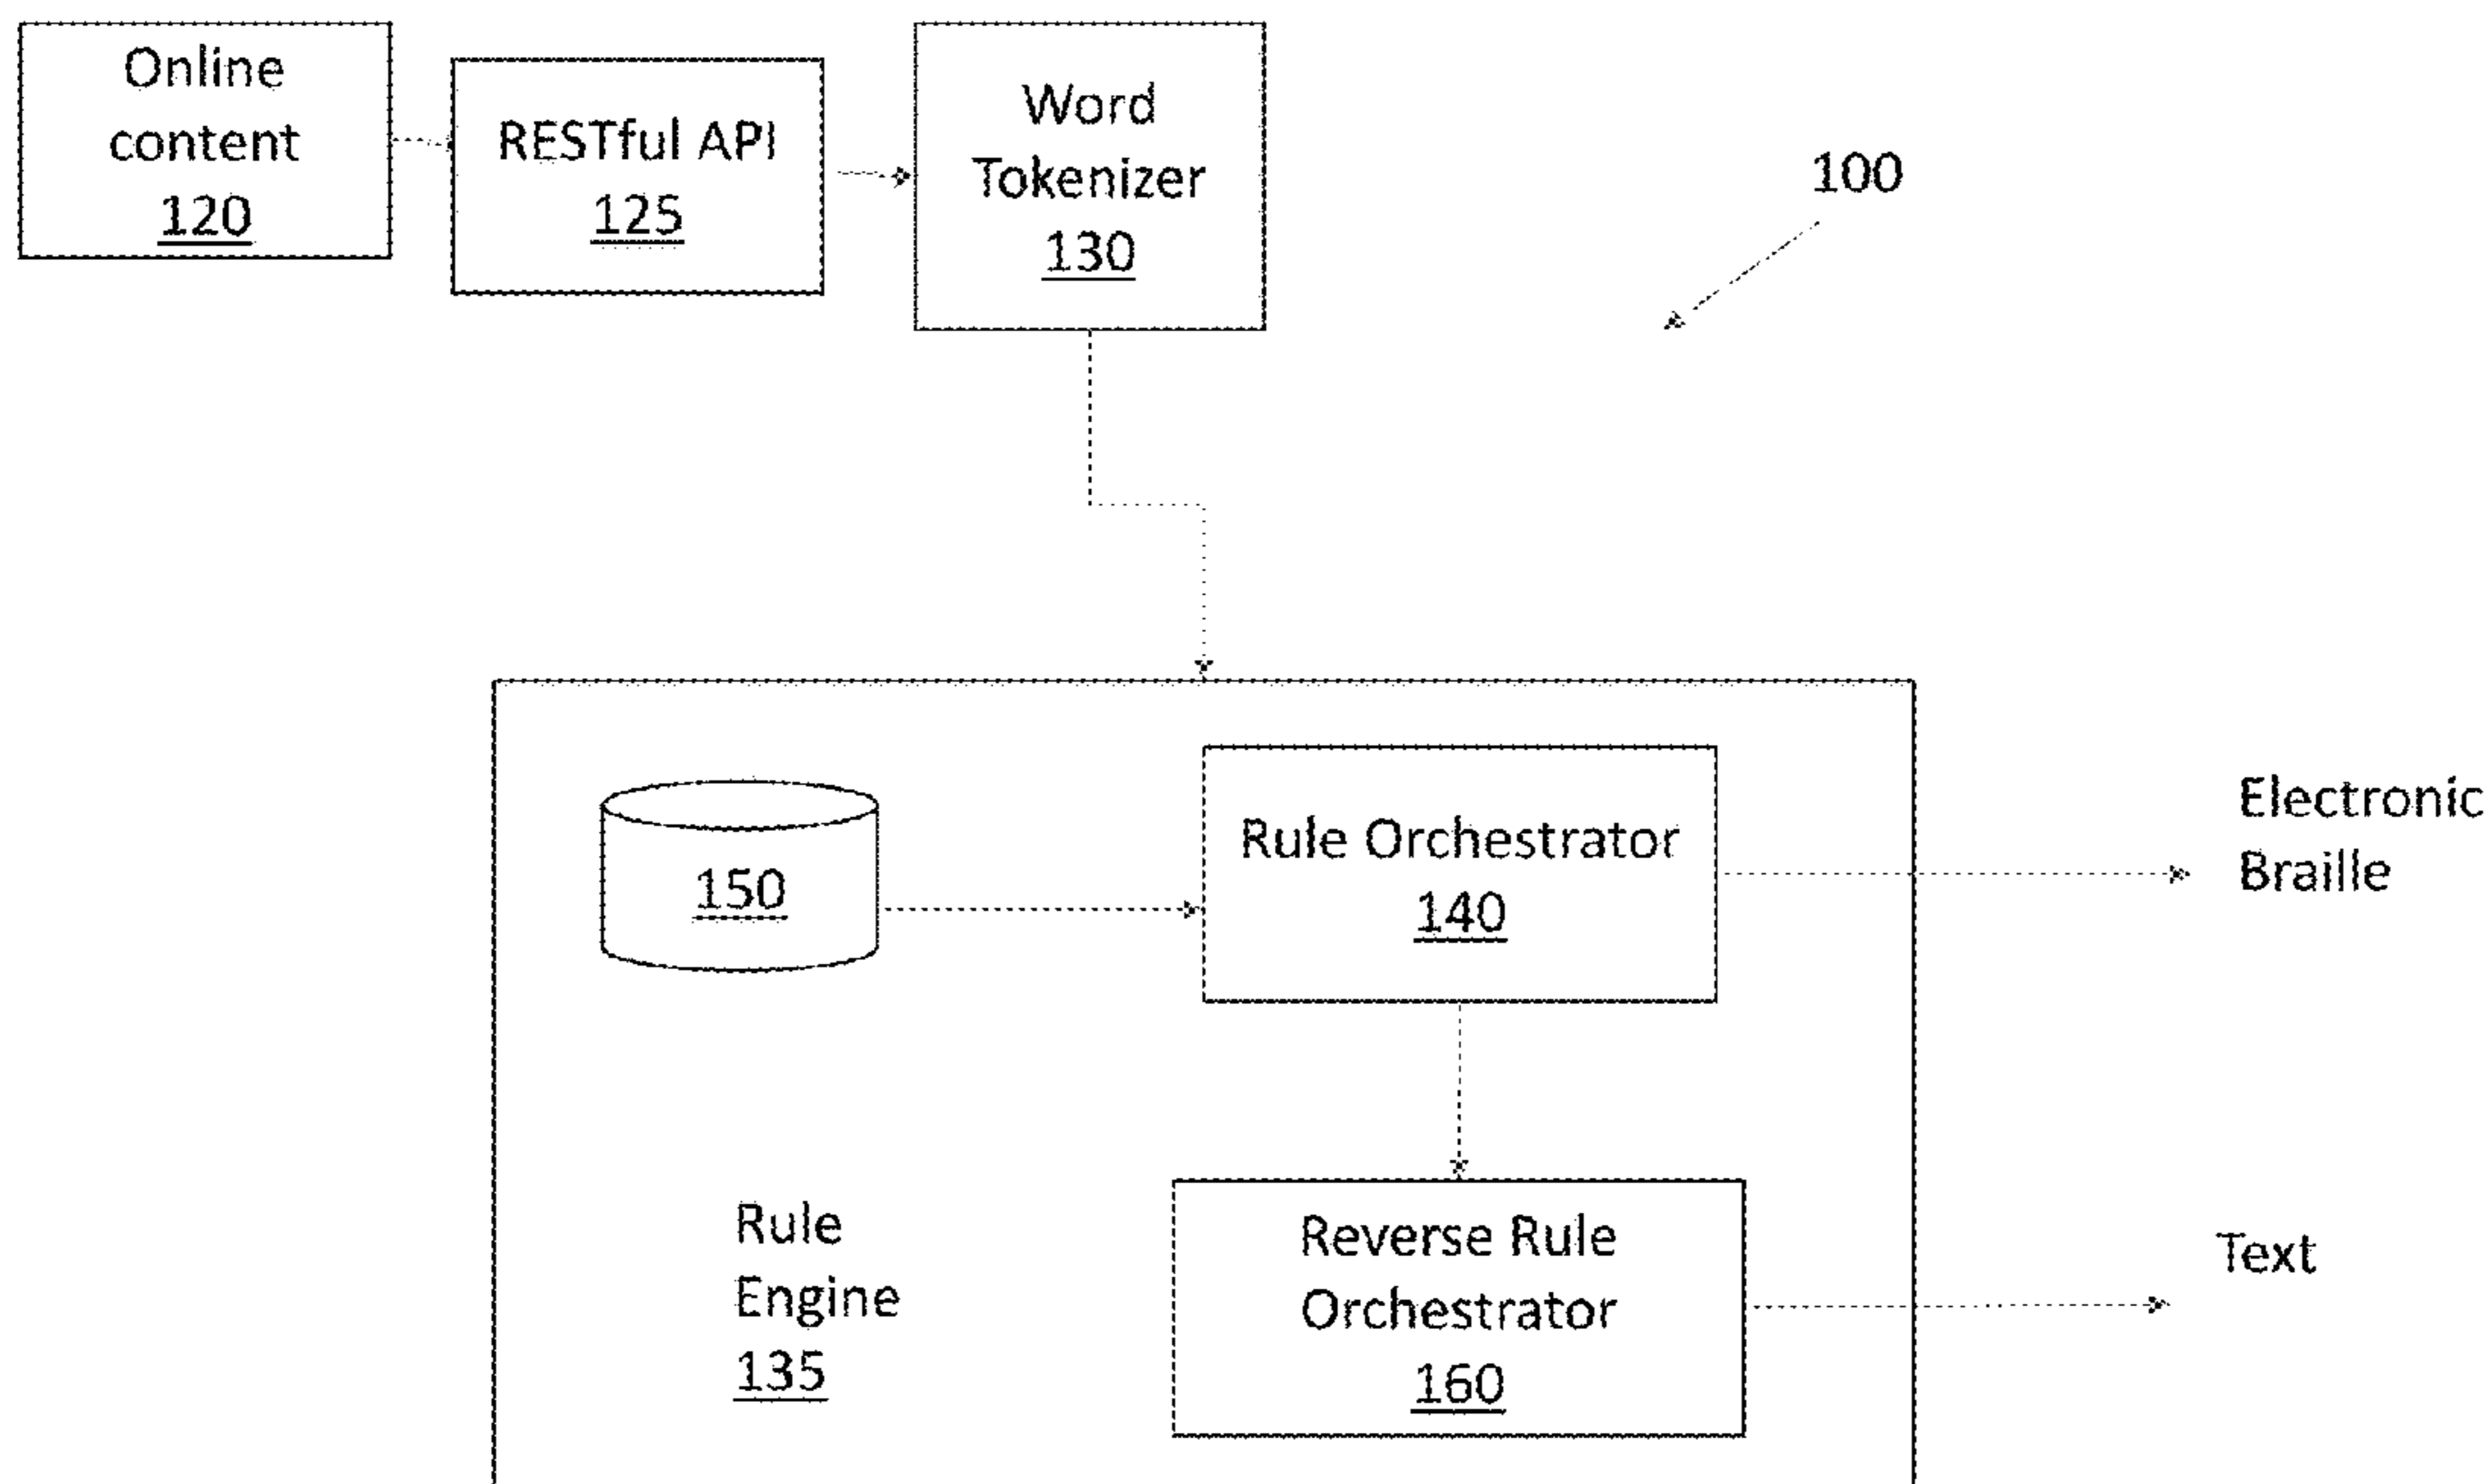 Online
content
120
RESTful API
125
Word
Tokenizer
130
100
150
Rule Orchestrator
140
Electronic
Braille
Rule
Engine
135
Reverse Rule
Orchestrator
160
Text